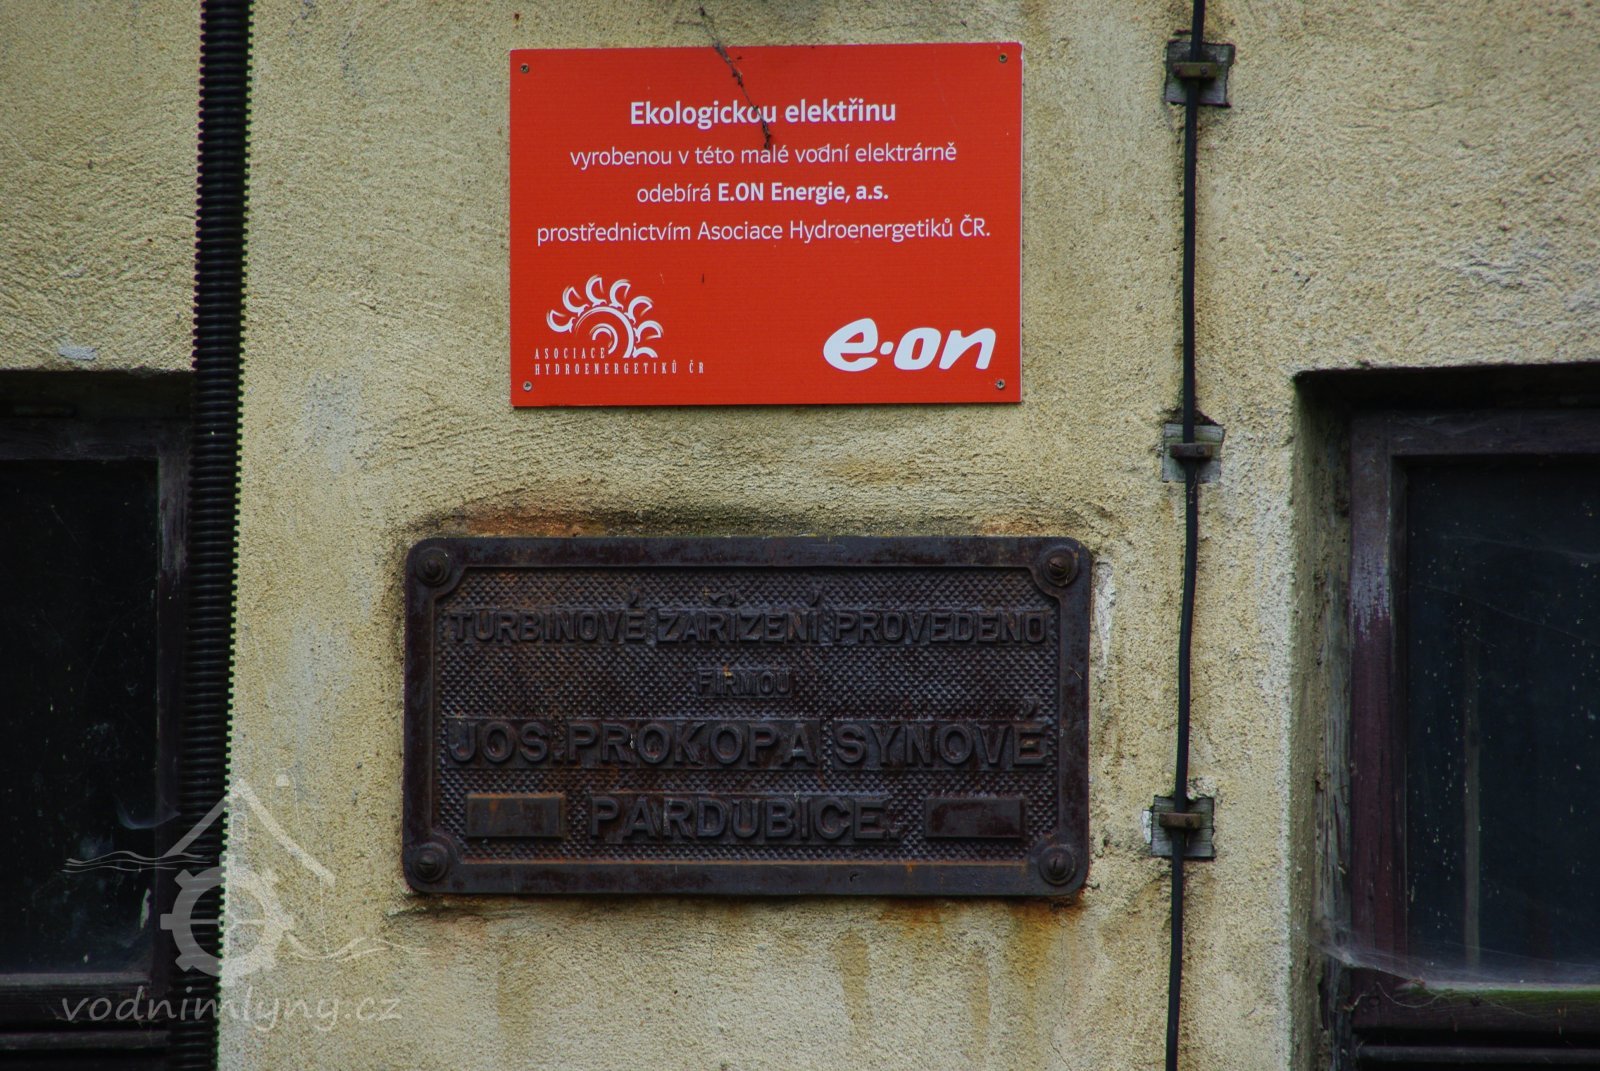 Ekologickou elektřinu
vyrobenou v této malé vodní elektrárně
odebírá E.ON Energie, a.s.
prostřednictvím Asociace Hydroenergetiků ČR.
ASOCIACE
HYDROENERGETIKŮ ČR
e·on
TURBINOVÉ ZAŘÍZENÍ PROVEDENO
FIRMOU
JOS. PROKOPA SYNOVÉ
PARDUBICE.
vodnimlyny.cz